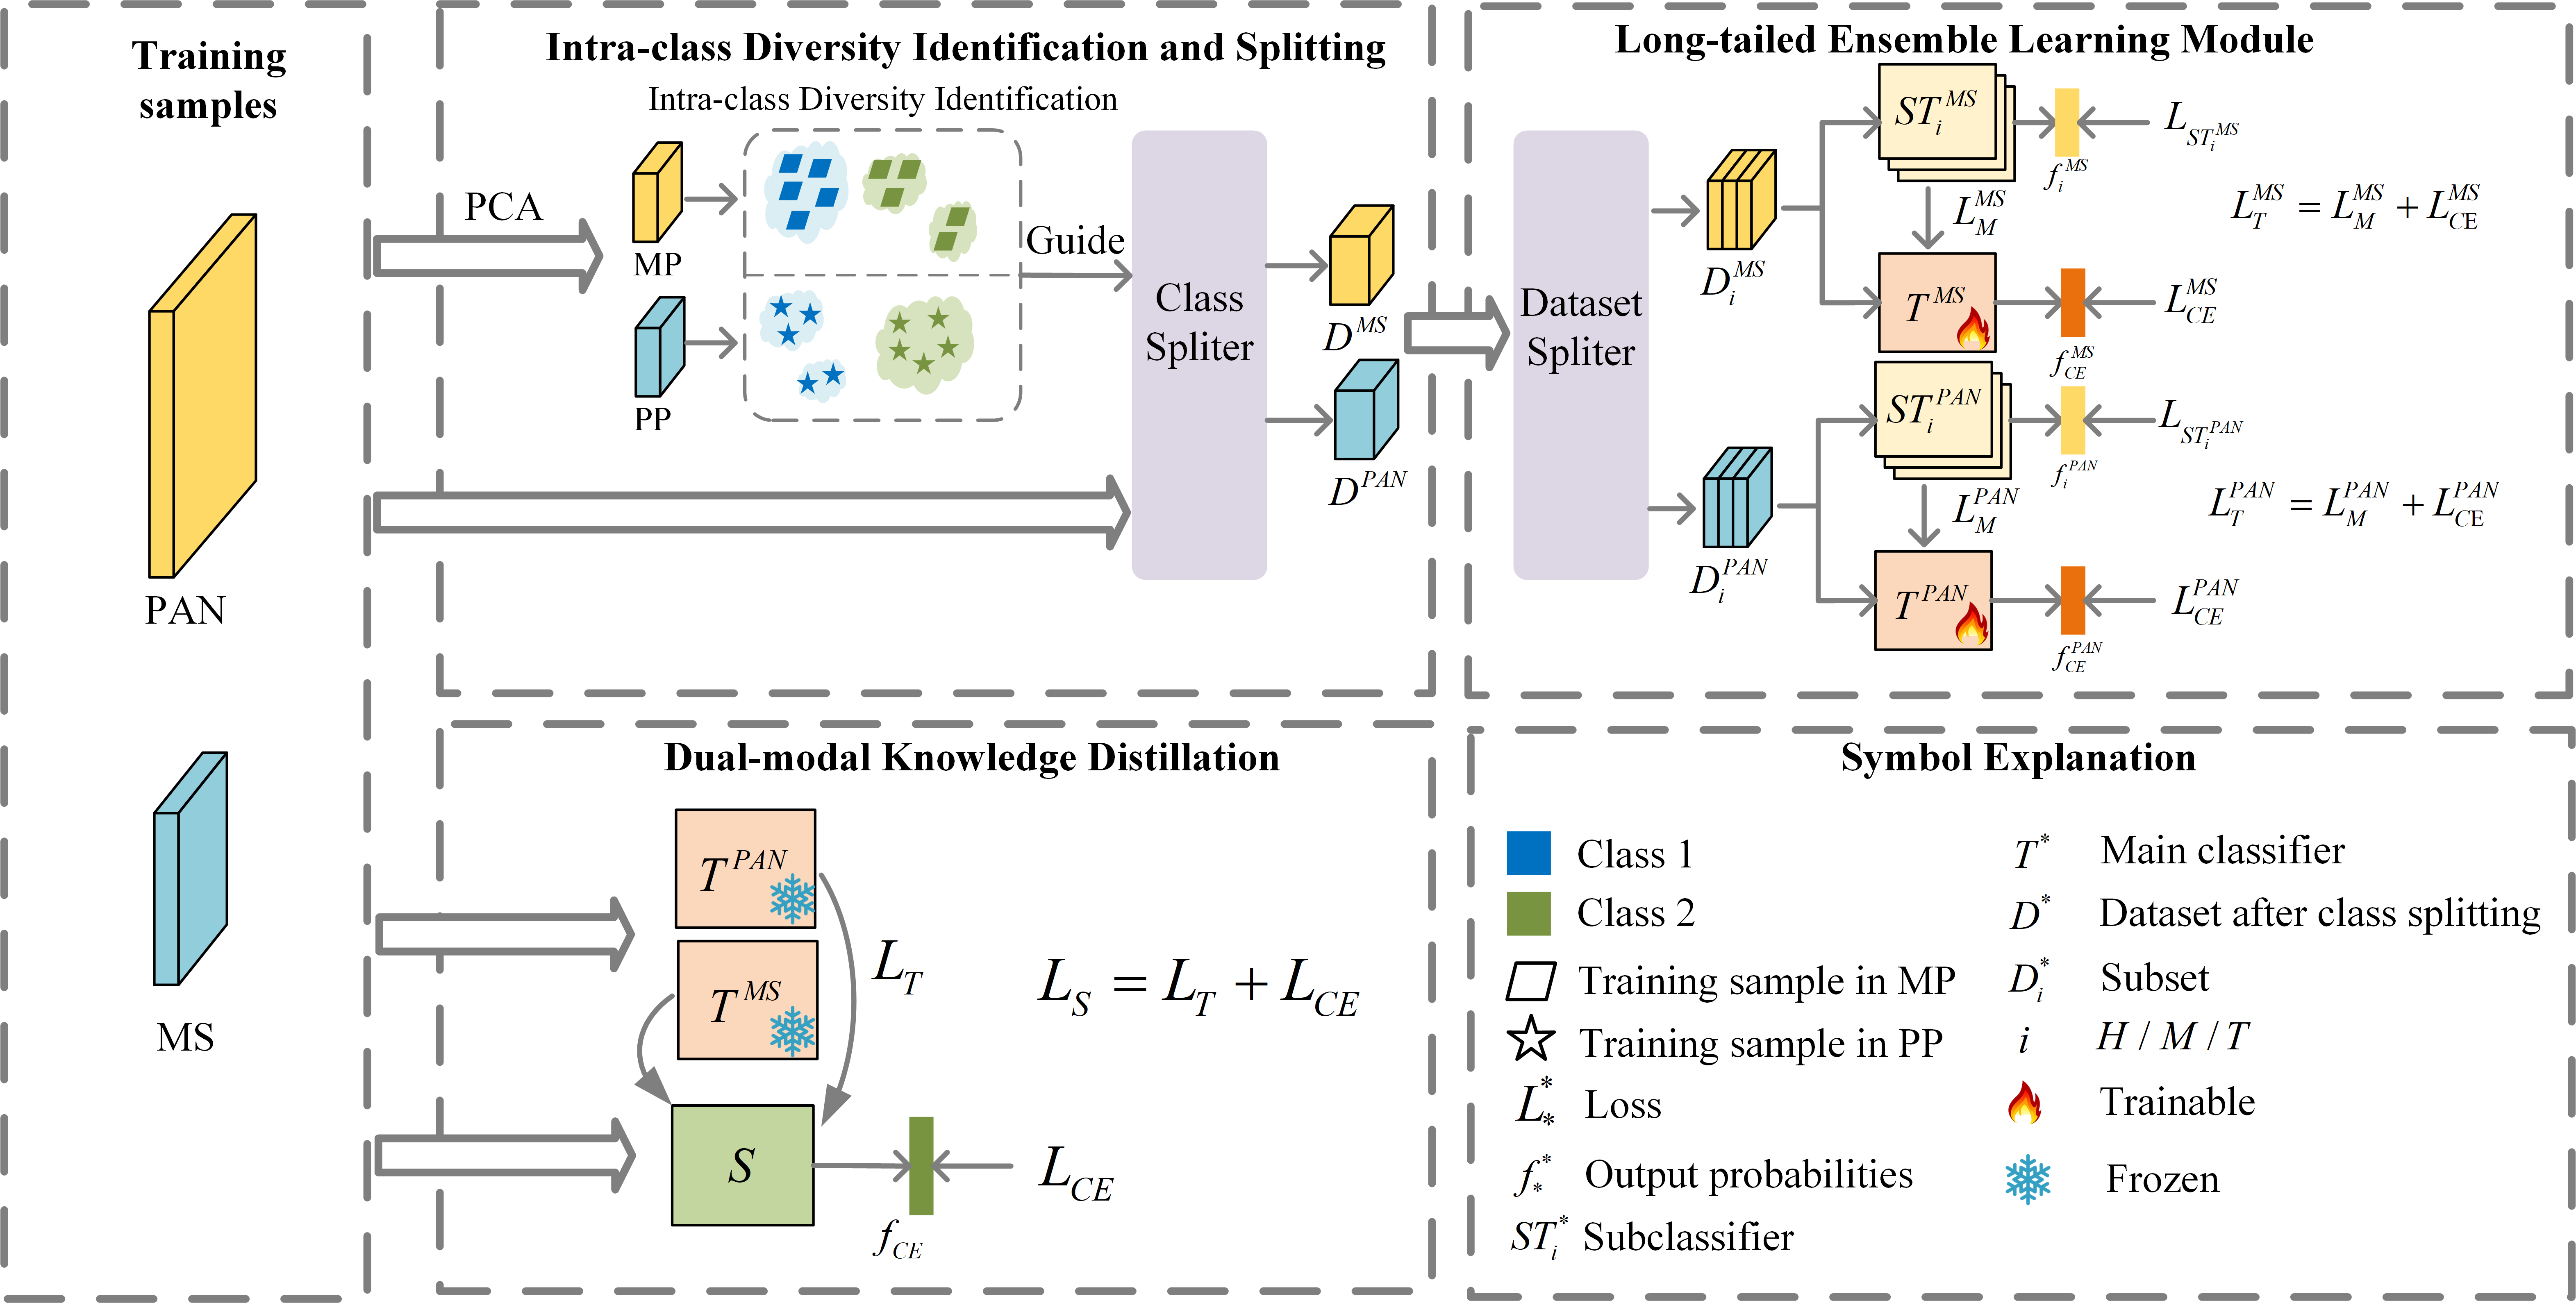 Training
samples
PAN
MS
Intra-class Diversity Identification and Splitting
Intra-class Diversity Identification
PCA
MP
PP
Guide
Class
Spliter
D^{MS}
D^{PAN}
Long-tailed Ensemble Learning Module
Dataset
Spliter
D_i^{MS}
D_i^{PAN}
ST_i^{MS}
f_i^{MS}
L_{ST_i^{MS}}
L_M^{MS}
L_T^{MS} = L_M^{MS} + L_{CE}^{MS}
T^{MS}
f_{CE}^{MS}
L_{CE}^{MS}
ST_i^{PAN}
f_i^{PAN}
L_{ST_i^{PAN}}
L_M^{PAN}
L_T^{PAN} = L_M^{PAN} + L_{CE}^{PAN}
T^{PAN}
f_{CE}^{PAN}
L_{CE}^{PAN}
Dual-modal Knowledge Distillation
T^{PAN}
T^{MS}
L_T
L_S = L_T + L_{CE}
S
f_{CE}
L_{CE}
Symbol Explanation
Class 1
Class 2
Training sample in MP
Training sample in PP
L_*^* Loss
f_*^* Output probabilities
ST_i^* Subclassifier
T^* Main classifier
D^* Dataset after class splitting
D_i^* Subset
i H / M / T
Trainable
Frozen